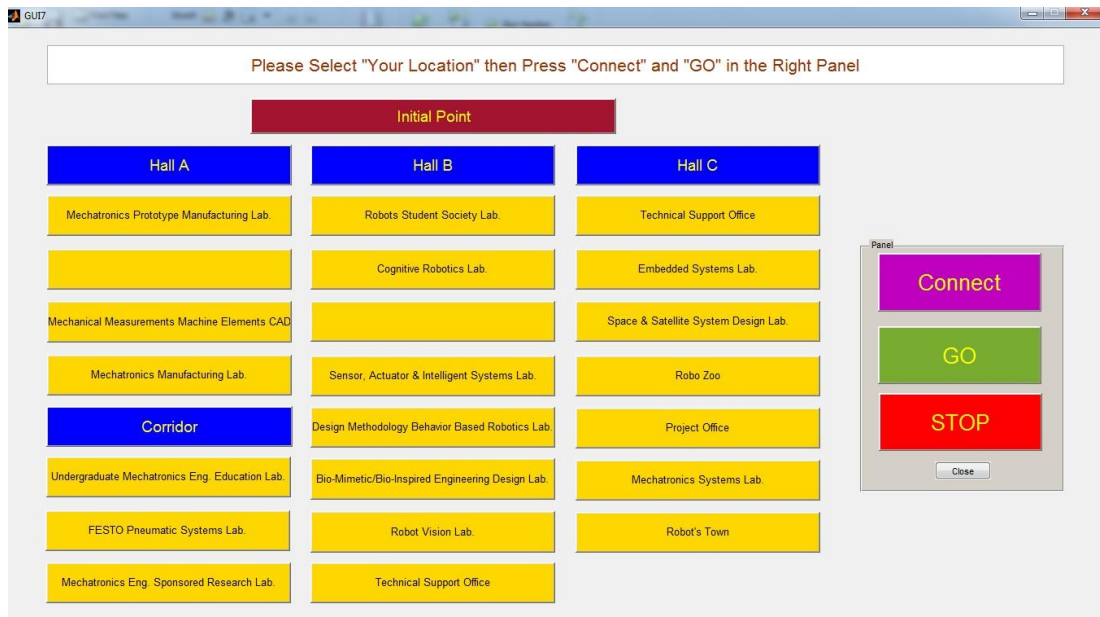 GUI7
Please Select "Your Location" then Press "Connect" and "GO" in the Right Panel
Initial Point
Hall A
Hall B
Hall C
Mechatronics Prototype Manufacturing Lab.
Robots Student Society Lab.
Technical Support Office
Cognitive Robotics Lab.
Embedded Systems Lab.
Mechanical Measurements Machine Elements CAD
Space & Satellite System Design Lab.
Mechatronics Manufacturing Lab.
Sensor, Actuator & Intelligent Systems Lab.
Robo Zoo
Corridor
Design Methodology Behavior Based Robotics Lab.
Project Office
Undergraduate Mechatronics Eng. Education Lab.
Bio-Mimetic/Bio-Inspired Engineering Design Lab.
Mechatronics Systems Lab.
FESTO Pneumatic Systems Lab.
Robot Vision Lab.
Robot's Town
Mechatronics Eng. Sponsored Research Lab.
Technical Support Office
Panel
Connect
GO
STOP
Close